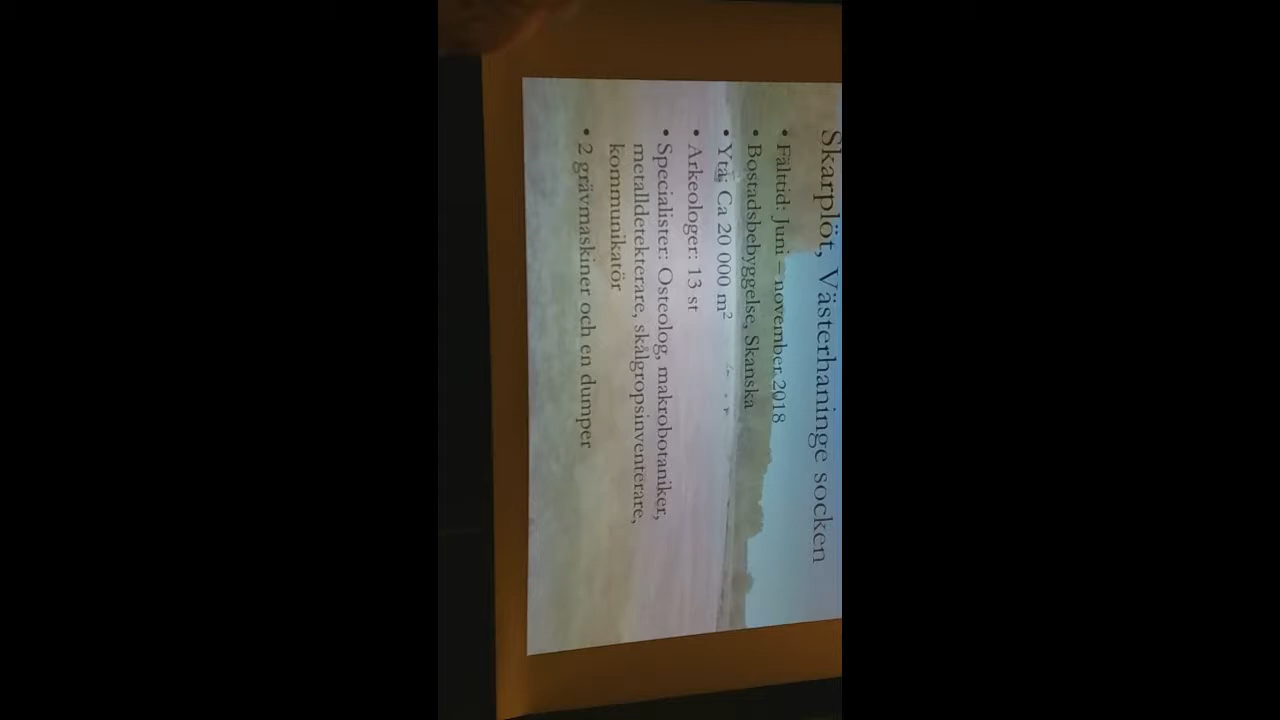 Skarplöt, Västerhaninge socken
• Fälttid: Juni – november 2018
• Bostadsbebyggelse, Skanska
• Yta: Ca 20 000 m²
• Arkeologer: 13 st
• Specialister: Osteolog, makrobotaniker,
metalldetekterare, skålgropsinventerare,
kommunikatör
• 2 grävmaskiner och en dumper